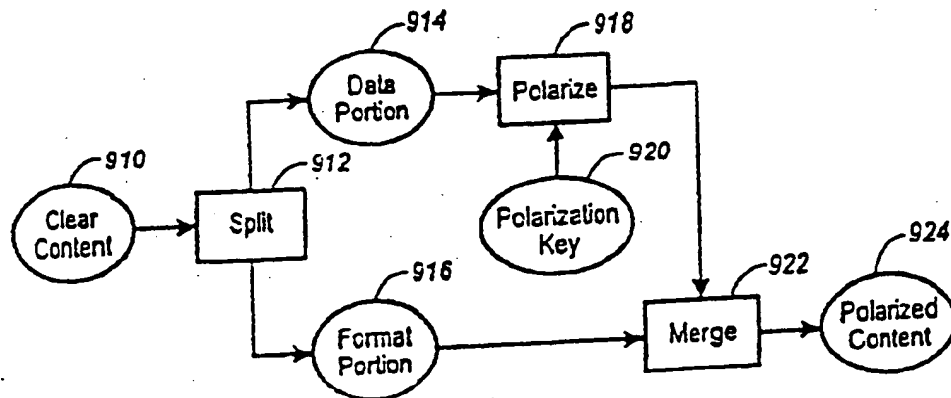 914
918
Data
Portion
Polarize
910
912
920
Clear
Content
Split
Polarization
Key
924
916
922
Format
Portion
Merge
Polarized
Content